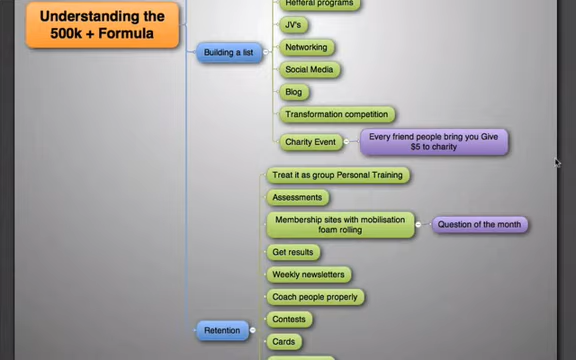 Refferal programs
Understanding the
500k + Formula
JV's
Networking
Building a list
Social Media
Blog
Transformation competition
Charity Event
Every friend people bring you Give
$5 to charity
Treat it as group Personal Training
Assessments
Membership sites with mobilisation
foam rolling
Question of the month
Get results
Weekly newsletters
Coach people properly
Contests
Retention
Cards